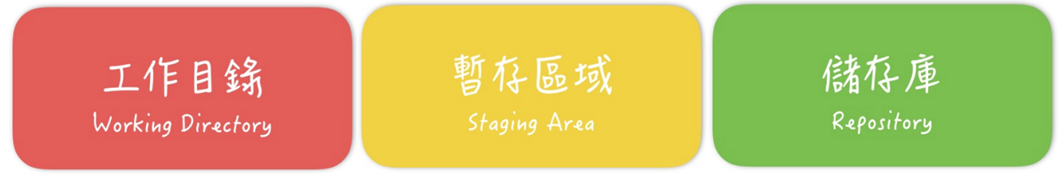 工作目錄
Working Directory
暫存區域
Staging Area
儲存庫
Repository